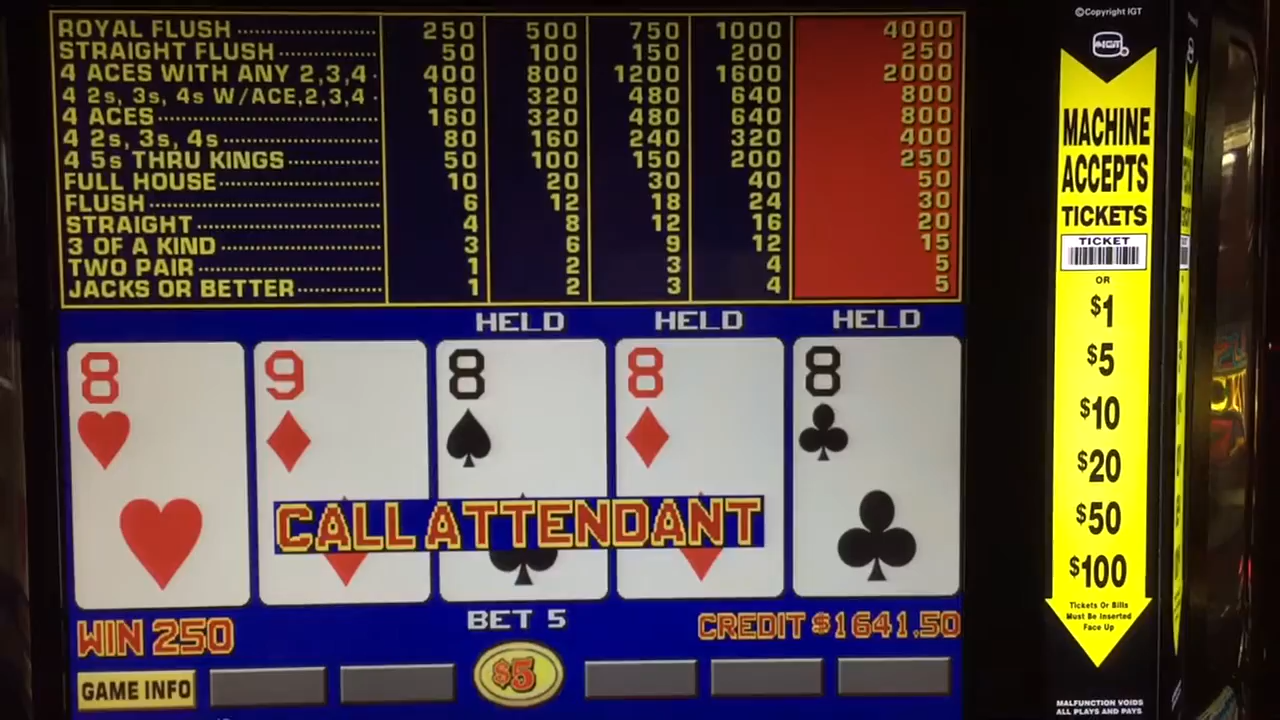 ©Copyright IGT
IGT
ROYAL FLUSH 250 500 750 1000 4000
STRAIGHT FLUSH 50 100 150 200 250
4 ACES WITH ANY 2,3,4 400 800 1200 1600 2000
4 2s, 3s, 4s W/ACE,2,3,4 160 320 480 640 800
4 ACES 160 320 480 640 800
4 2s, 3s, 4s 80 160 240 320 400
4 5s THRU KINGS 50 100 150 200 250
FULL HOUSE 10 20 30 40 50
FLUSH 6 12 18 24 30
STRAIGHT 4 8 12 16 20
3 OF A KIND 3 6 9 12 15
TWO PAIR 1 2 3 4 5
JACKS OR BETTER 1 2 3 4 5
HELD HELD HELD
8 9 8 8 8
CALL ATTENDANT
BET 5
WIN 250
CREDIT $1641.50
GAME INFO
$5
MACHINE
ACCEPTS
TICKETS
TICKET
OR
$1
$5
$10
$20
$50
$100
Tickets Or Bills
Must Be Inserted
Face Up
MALFUNCTION VOIDS
ALL PLAYS AND PAYS